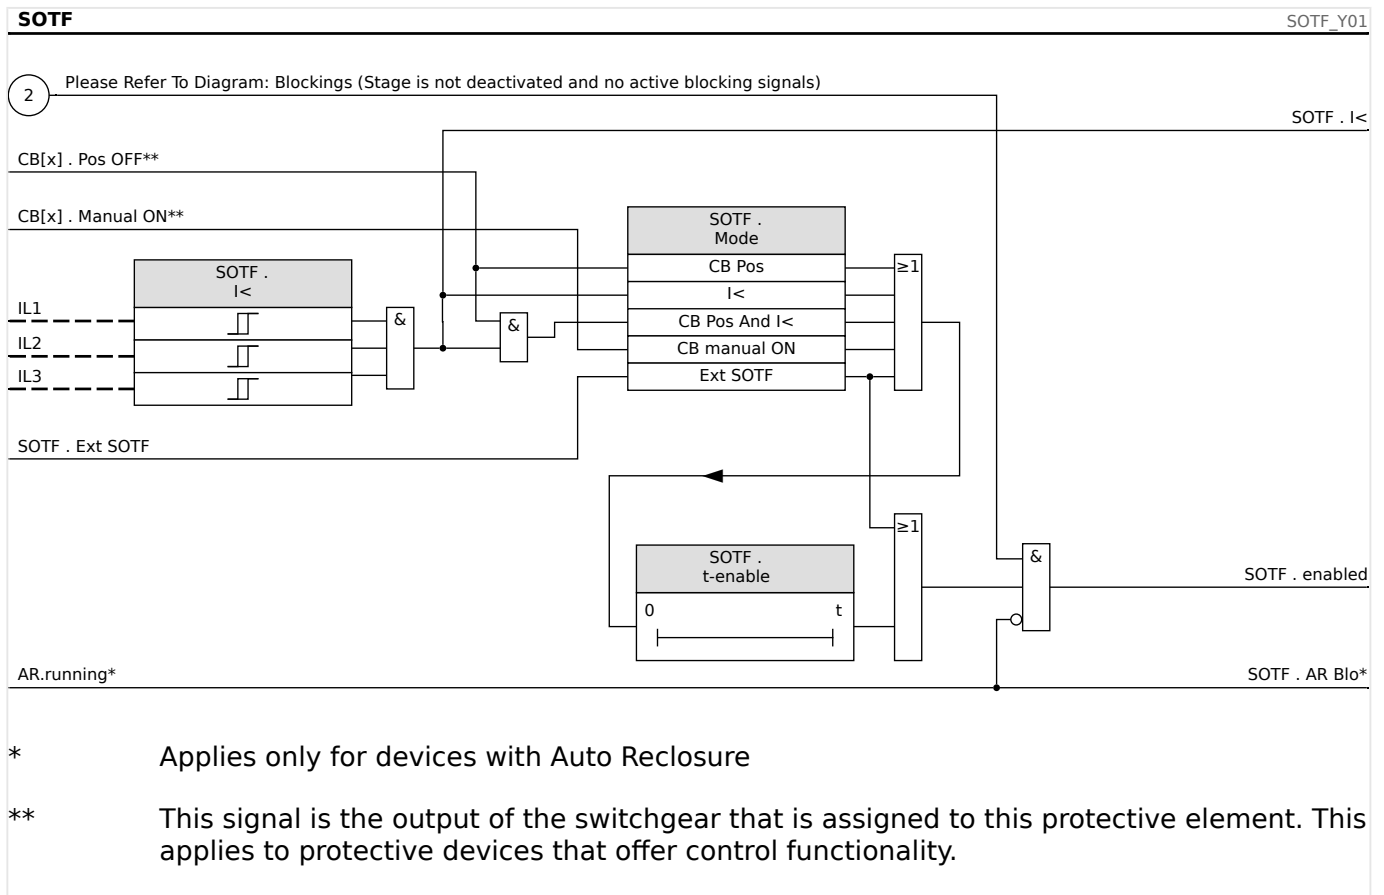 SOTF
SOTF_Y01
2
Please Refer To Diagram: Blockings (Stage is not deactivated and no active blocking signals)
SOTF . I<
CB[x] . Pos OFF**
CB[x] . Manual ON**
SOTF .
Mode
CB Pos
I<
CB Pos And I<
CB manual ON
Ext SOTF
≥1
SOTF .
I<
IL1
IL2
IL3
&
&
SOTF . Ext SOTF
≥1
SOTF .
t-enable
0
t
&
SOTF . enabled
AR.running*
SOTF . AR Blo*
* Applies only for devices with Auto Reclosure
** This signal is the output of the switchgear that is assigned to this protective element. This
applies to protective devices that offer control functionality.